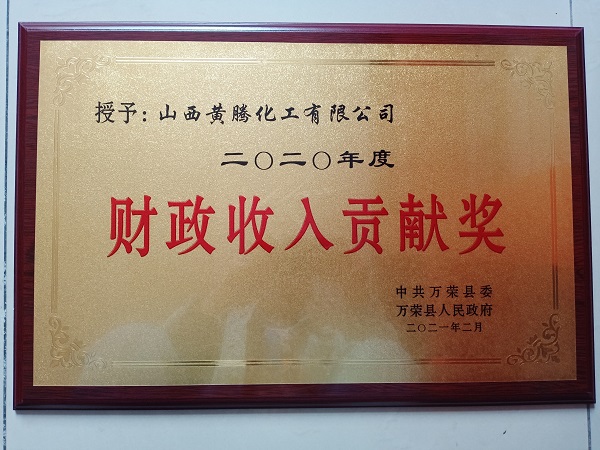 授予：山西黄腾化工有限公司
二〇二〇年度
财政收入贡献奖
中共万荣县委
万荣县人民政府
二〇二一年二月